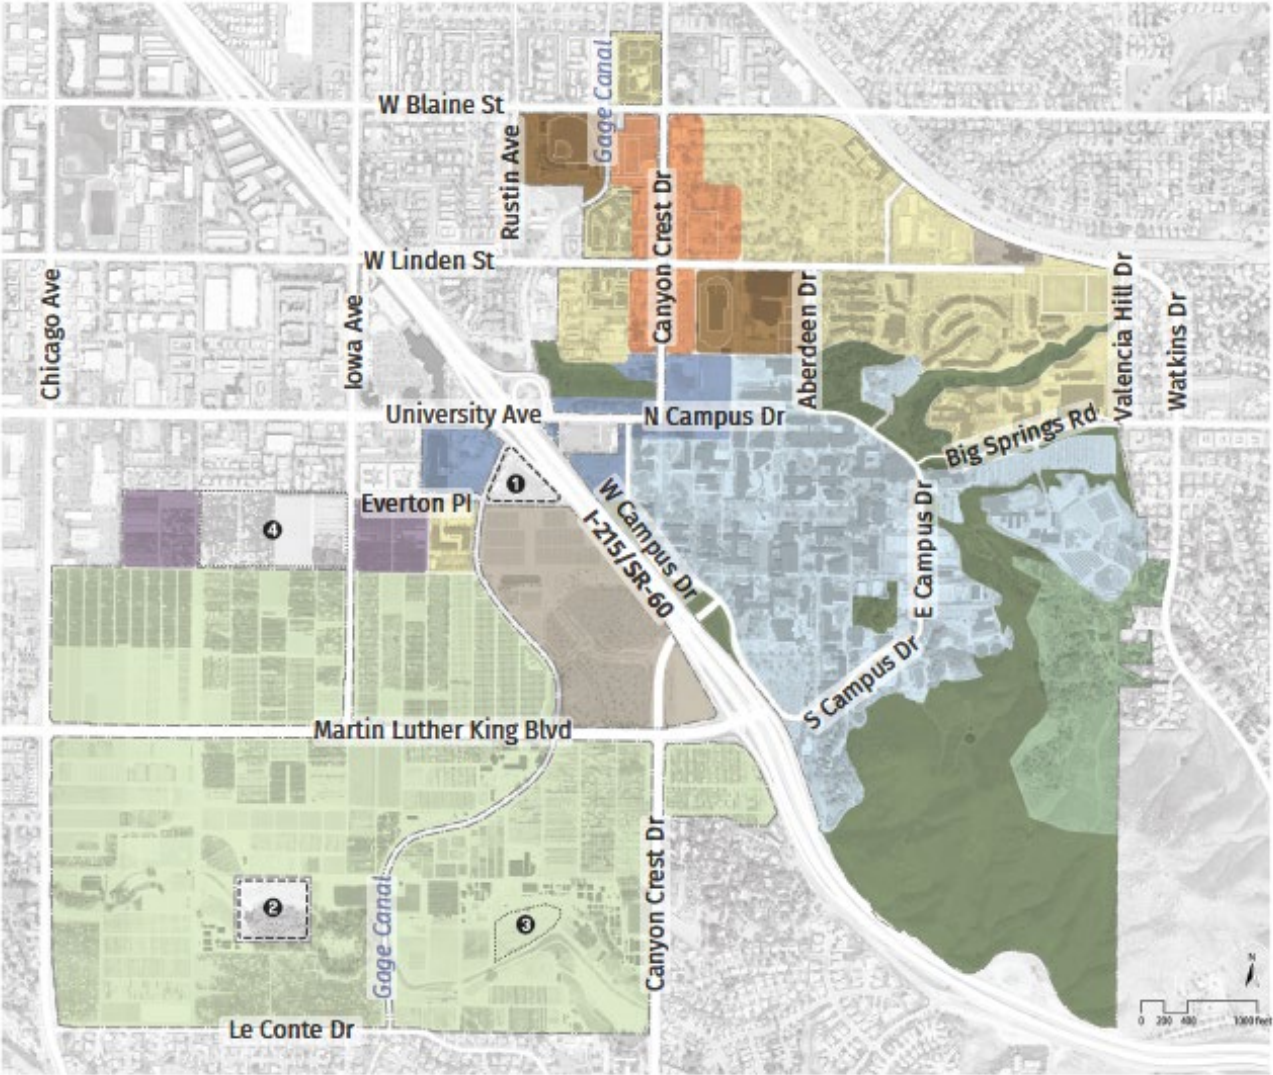 Gage Canal
W Blaine St
Rustin Ave
Canyon Crest Dr
W Linden St
Chicago Ave
Iowa Ave
Aberdeen Dr
Valencia Hill Dr
Watkins Dr
University Ave
N Campus Dr
Big Springs Rd
1
Everton Pl
W Campus Dr
4
I-215/SR-60
E Campus Dr
S Campus Dr
Martin Luther King Blvd
2
3
Gage Canal
Canyon Crest Dr
N
0 200 400 1000 feet
Le Conte Dr